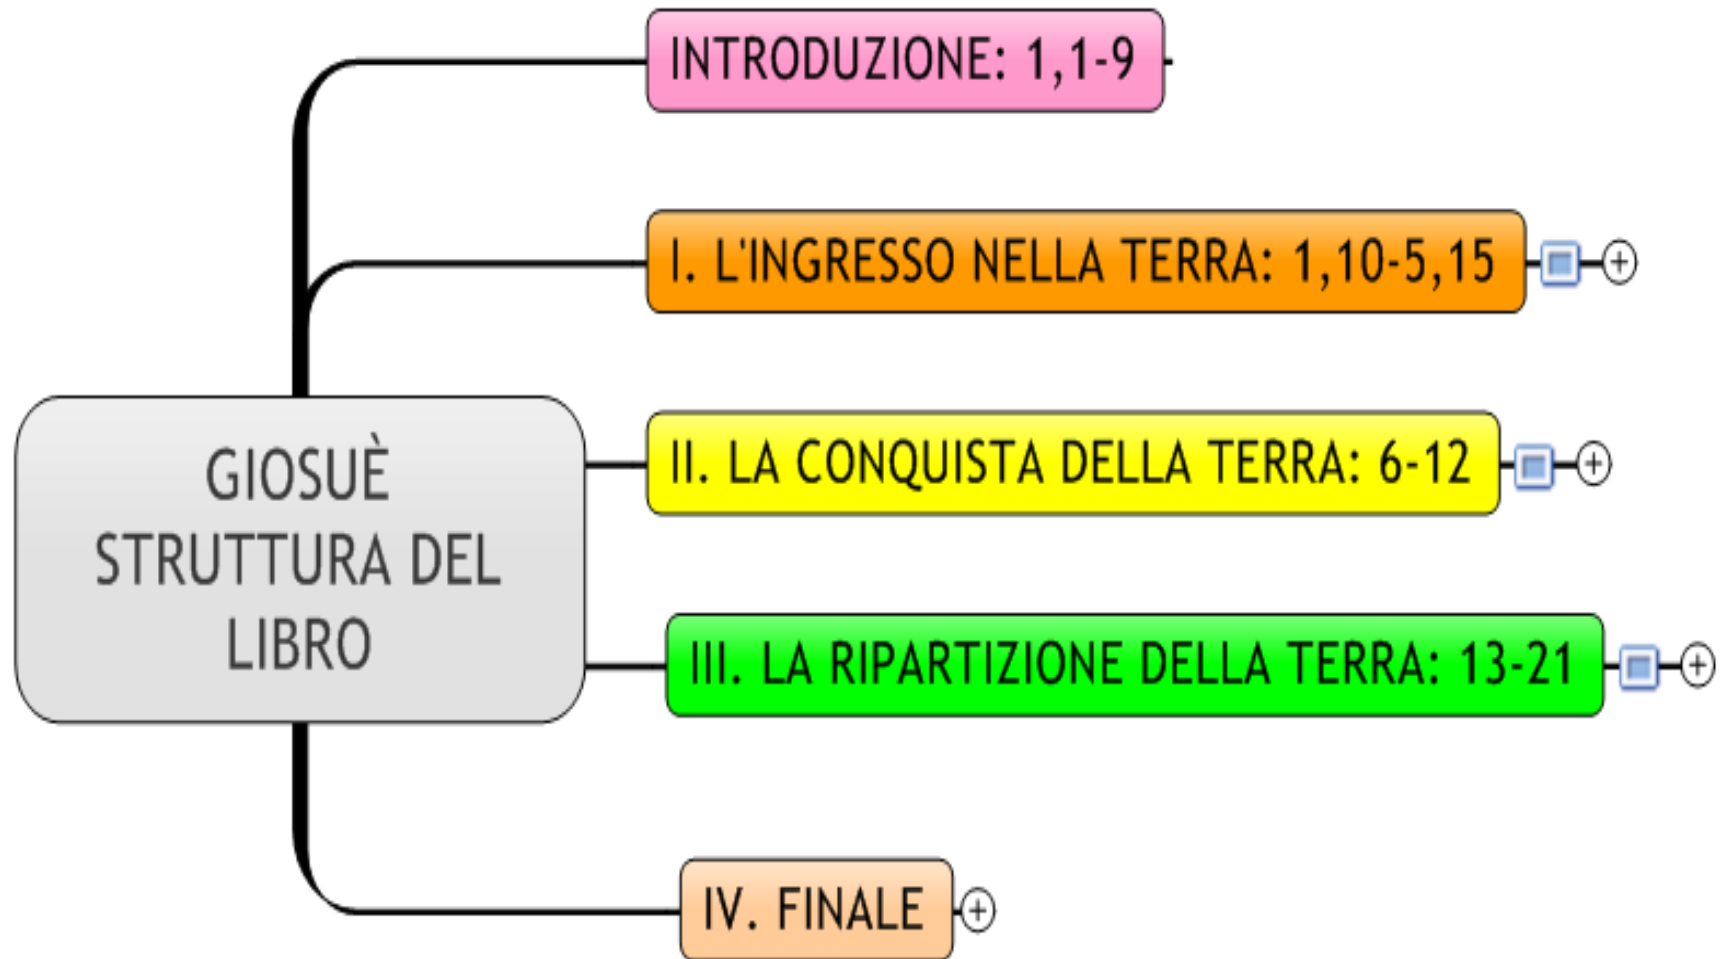 INTRODUZIONE: 1,1-9
I. L'INGRESSO NELLA TERRA: 1,10-5,15
GIOSUÈ
STRUTTURA DEL
LIBRO
II. LA CONQUISTA DELLA TERRA: 6-12
III. LA RIPARTIZIONE DELLA TERRA: 13-21
IV. FINALE